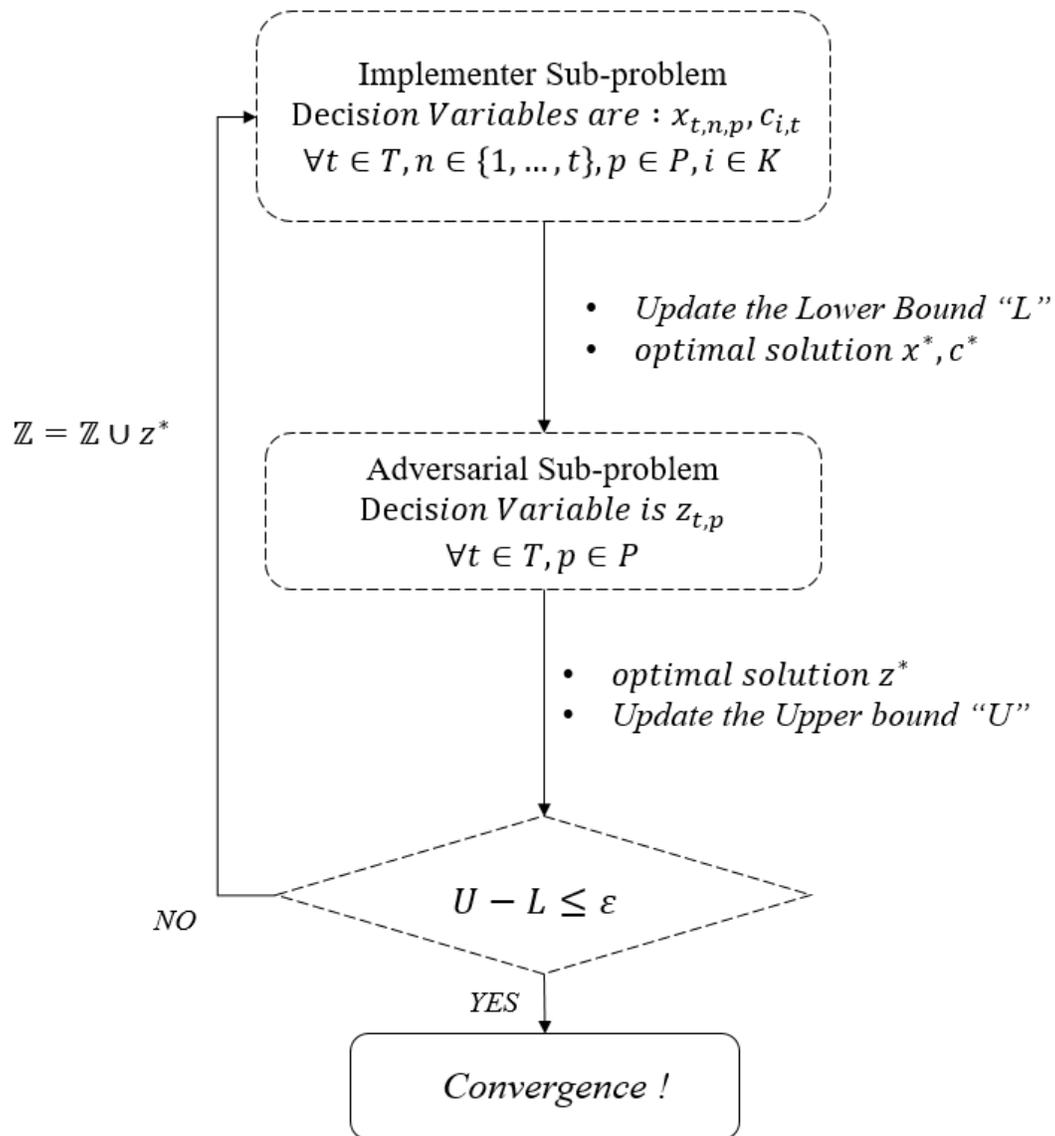 Implementer Sub-problem
Decision Variables are : x_{t,n,p}, c_{i,t}
∀t ∈ T, n ∈ {1, … , t}, p ∈ P, i ∈ K
• Update the Lower Bound “L”
• optimal solution x*, c*
ℤ = ℤ ∪ z*
Adversarial Sub-problem
Decision Variable is z_{t,p}
∀t ∈ T, p ∈ P
• optimal solution z*
• Update the Upper bound “U”
U − L ≤ ε
NO
YES
Convergence !